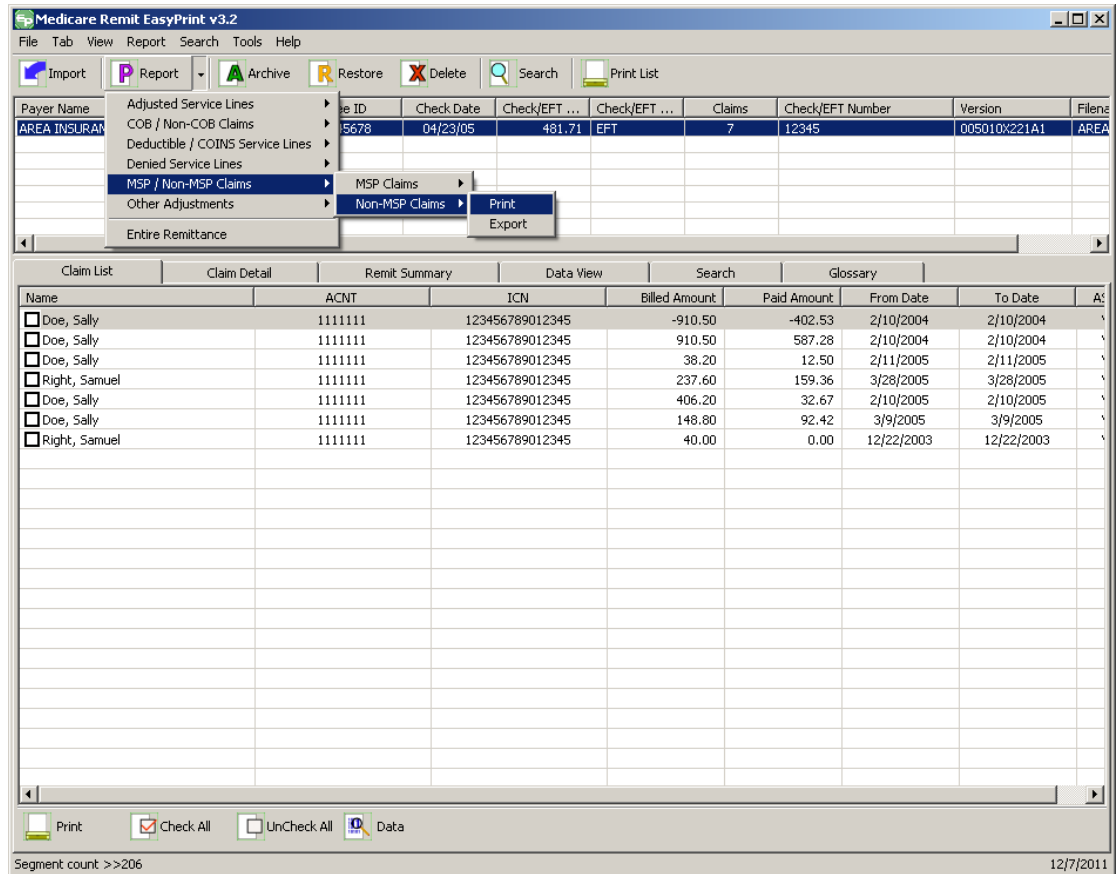 EP Medicare Remit EasyPrint v3.2
File Tab View Report Search Tools Help
Import P Report A Archive R Restore X Delete Search Print List
Payer Name ee ID Check Date Check/EFT ... Check/EFT ... Claims Check/EFT Number Version Filena
AREA INSURAN 5678 04/23/05 481.71 EFT 7 12345 005010X221A1 AREA
Adjusted Service Lines
COB / Non-COB Claims
Deductible / COINS Service Lines
Denied Service Lines
MSP / Non-MSP Claims MSP Claims
Other Adjustments Non-MSP Claims Print
Export
Entire Remittance
Claim List Claim Detail Remit Summary Data View Search Glossary
Name ACNT ICN Billed Amount Paid Amount From Date To Date AS
Doe, Sally 1111111 123456789012345 -910.50 -402.53 2/10/2004 2/10/2004
Doe, Sally 1111111 123456789012345 910.50 587.28 2/10/2004 2/10/2004
Doe, Sally 1111111 123456789012345 38.20 12.50 2/11/2005 2/11/2005
Right, Samuel 1111111 123456789012345 237.60 159.36 3/28/2005 3/28/2005
Doe, Sally 1111111 123456789012345 406.20 32.67 2/10/2005 2/10/2005
Doe, Sally 1111111 123456789012345 148.80 92.42 3/9/2005 3/9/2005
Right, Samuel 1111111 123456789012345 40.00 0.00 12/22/2003 12/22/2003
Print Check All UnCheck All Data
Segment count >>206 12/7/2011